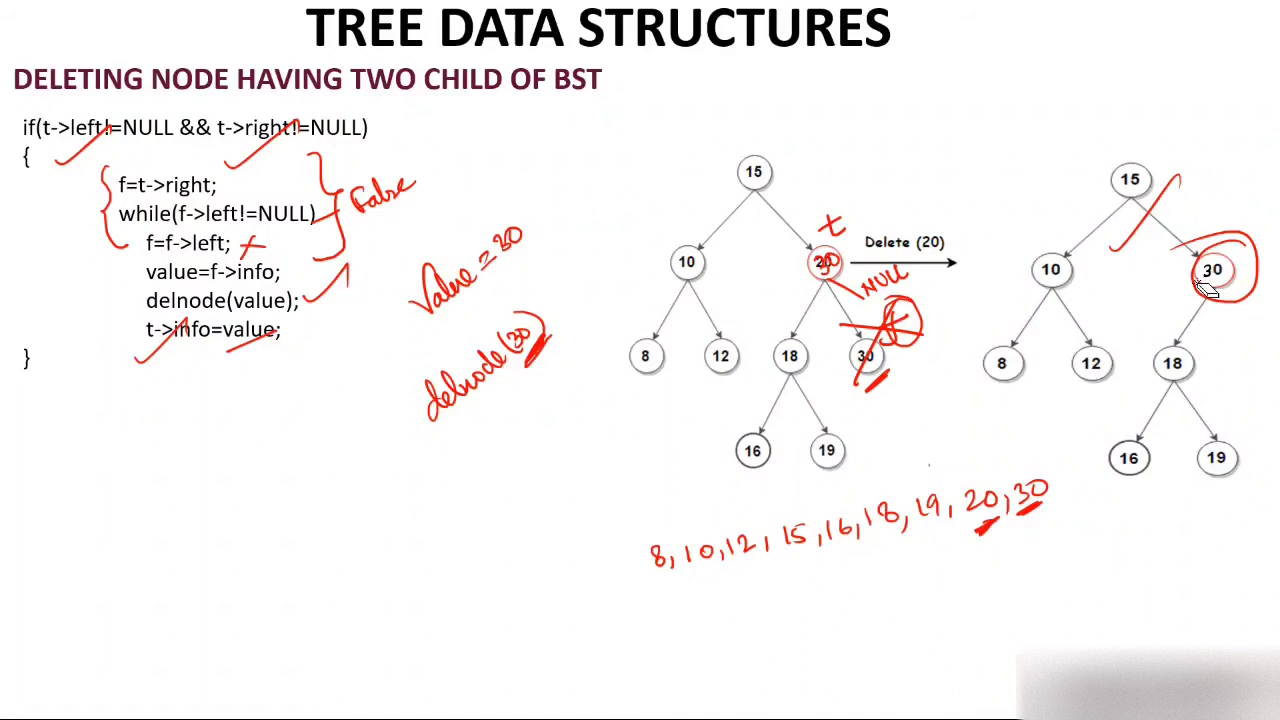 TREE DATA STRUCTURES
DELETING NODE HAVING TWO CHILD OF BST
if(t->left!=NULL && t->right!=NULL)
{
f=t->right;
while(f->left!=NULL)
f=f->left;
value=f->info;
delnode(value);
t->info=value;
}
False
Value=30
delnode(30)
15
t
10
30
Delete (20)
NULL
8
12
18
30
16
19
15
10
30
8
12
18
16
19
8, 10, 12, 15, 16, 18, 19, 20, 30